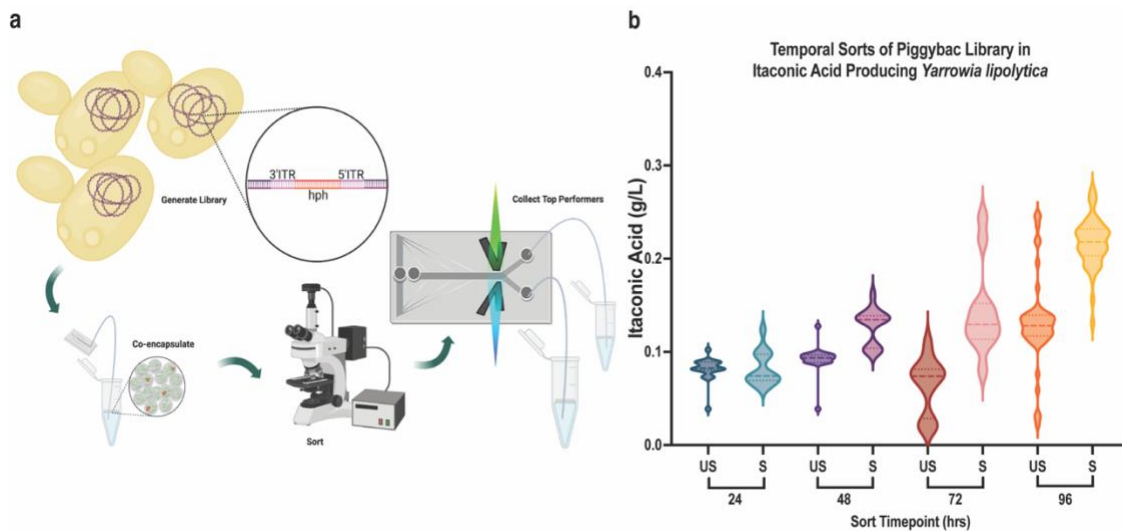 a
3'ITR
5'ITR
hph
Generate Library
Collect Top Performers
Co-encapsulate
Sort
b
Temporal Sorts of Piggybac Library in
Itaconic Acid Producing Yarrowia lipolytica
0.4
0.3
0.2
0.1
0.0
Itaconic Acid (g/L)
US S US S US S US S
24 48 72 96
Sort Timepoint (hrs)